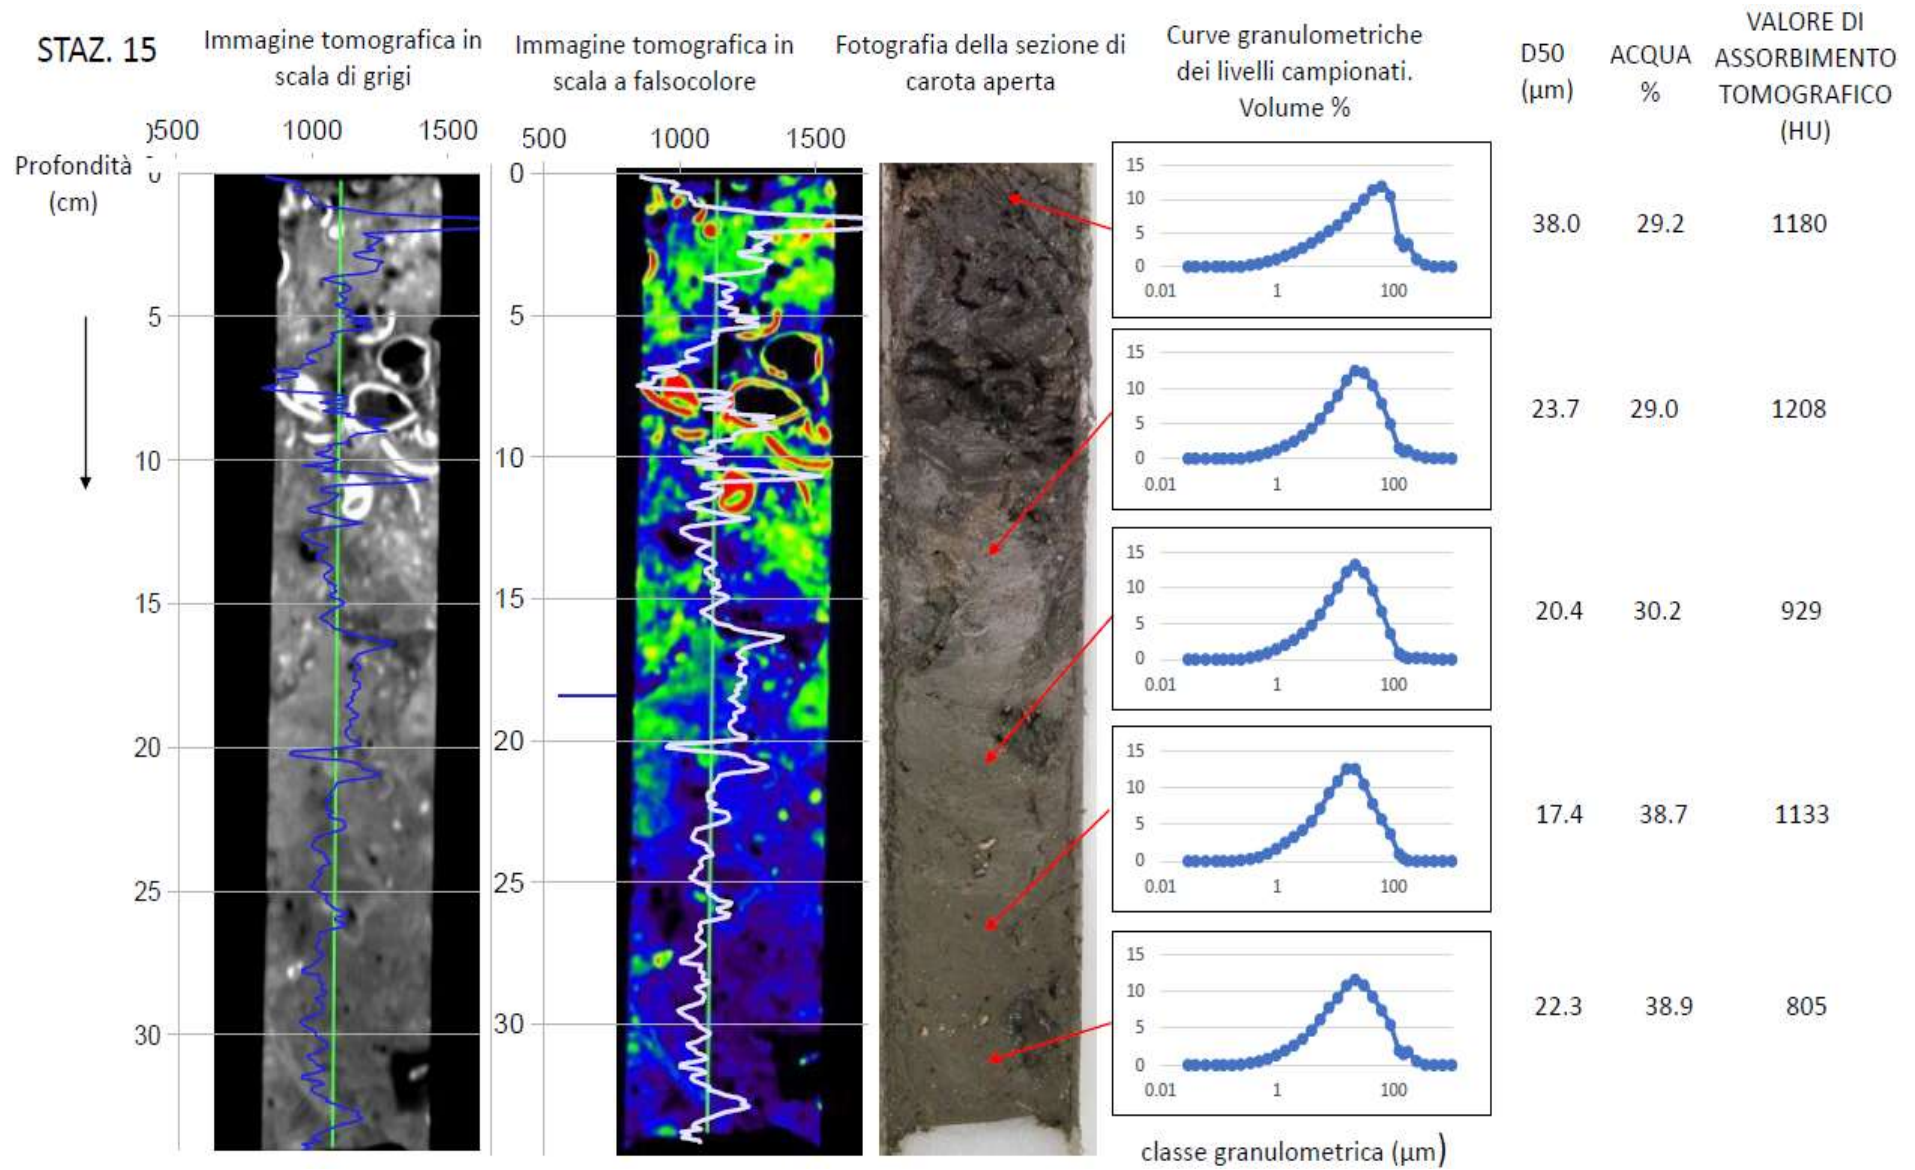 STAZ. 15
Immagine tomografica in
scala di grigi
Immagine tomografica in
scala a falsocolore
Fotografia della sezione di
carota aperta
Curve granulometriche
dei livelli campionati.
Volume %
D50
(µm)
ACQUA
%
VALORE DI
ASSORBIMENTO
TOMOGRAFICO
(HU)
Profondità
(cm)
500 1000 1500
0
5
10
15
20
25
30
500 1000 1500
0
5
10
15
20
25
30
15
10
5
0
0.01 1 100
38.0 29.2 1180
15
10
5
0
0.01 1 100
23.7 29.0 1208
15
10
5
0
0.01 1 100
20.4 30.2 929
15
10
5
0
0.01 1 100
17.4 38.7 1133
15
10
5
0
0.01 1 100
22.3 38.9 805
classe granulometrica (µm)